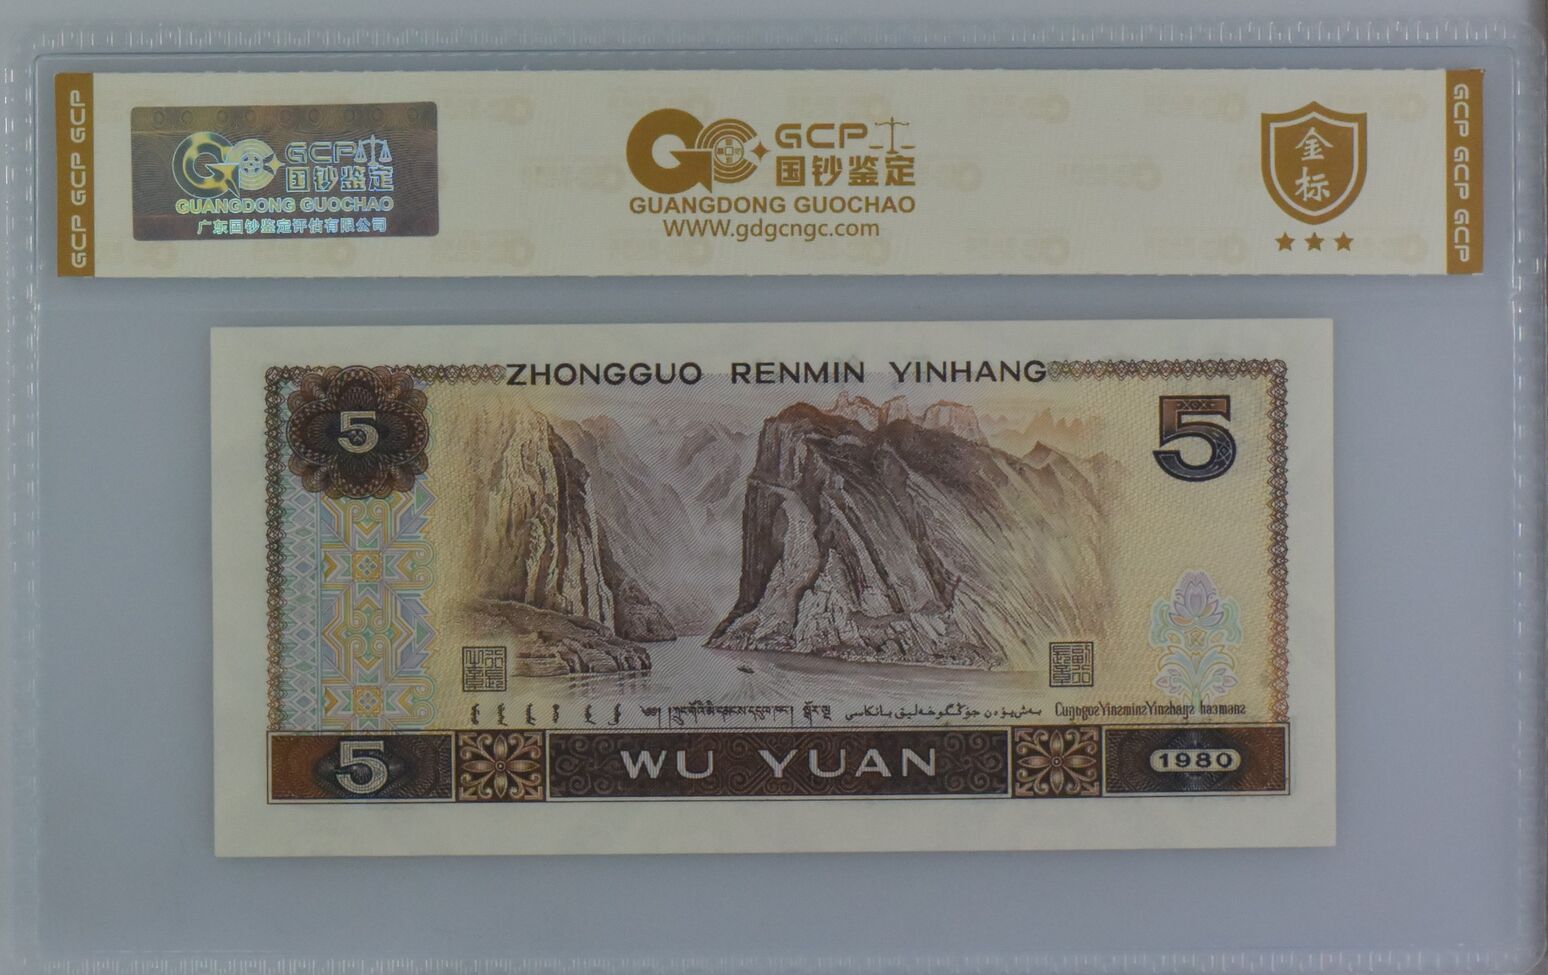 GCP GCP GCP
GCP
国钞鉴定
GUANGDONG GUOCHAO
广东国钞鉴定评估有限公司
GCP
国钞鉴定
GUANGDONG GUOCHAO
WWW.gdgcngc.com
金标
GCP GCP GCP
ZHONGGUO RENMIN YINHANG
5
5
5
WU YUAN
1980